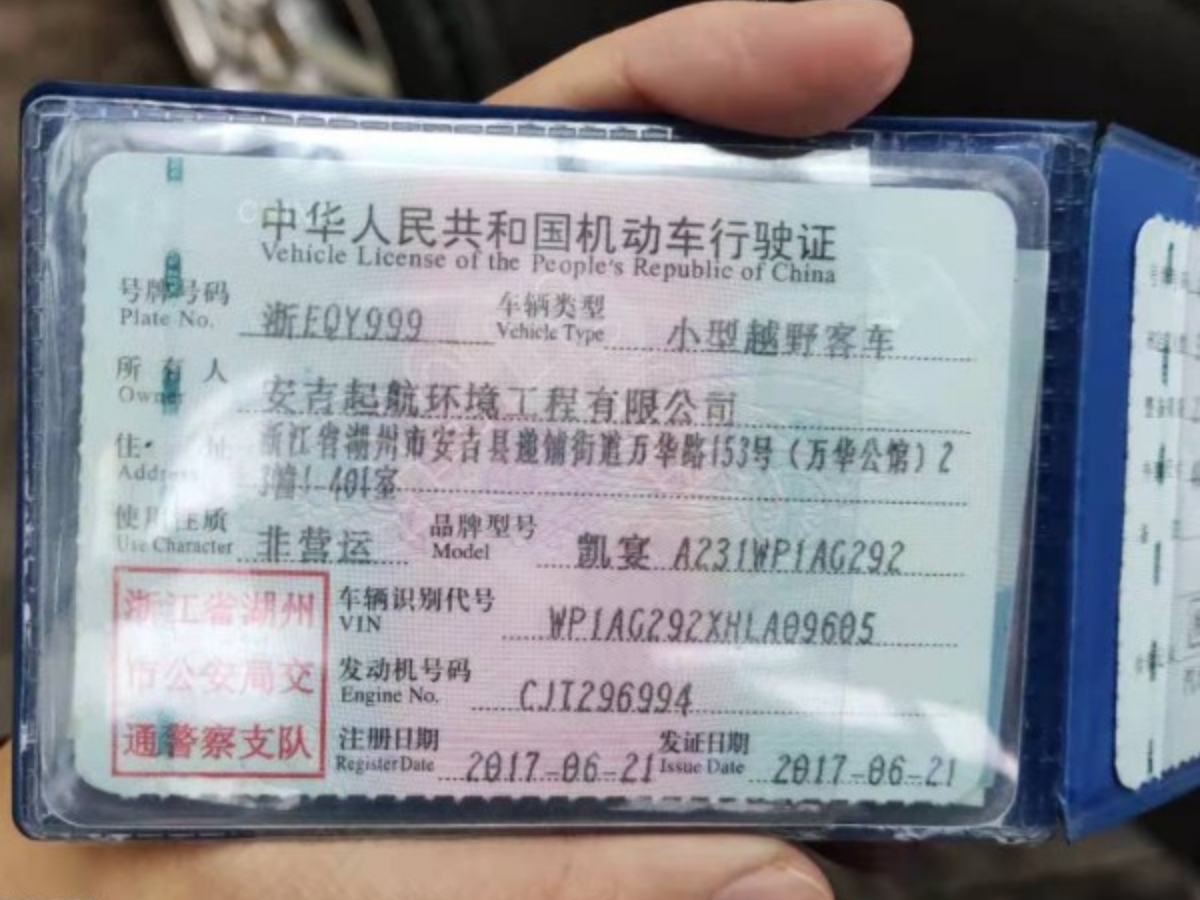 中华人民共和国机动车行驶证
Vehicle License of the People's Republic of China
号牌号码 浙EQY999 车辆类型 小型越野客车
Plate No. Vehicle Type
所有人 安吉起航环境工程有限公司
Owner
住址 浙江省湖州市安吉县递铺街道万华路153号（万华公馆）2
Address 1-401室
使用性质 非营运 品牌型号 凯宴 A231WP1AG292
Use Character Model
浙江省湖州
市公安局交
通警察支队
车辆识别代号 WP1AG292XHLA09605
VIN
发动机号码 CJT296994
Engine No.
注册日期 2017-06-21 发证日期 2017-06-21
Register Date Issue Date